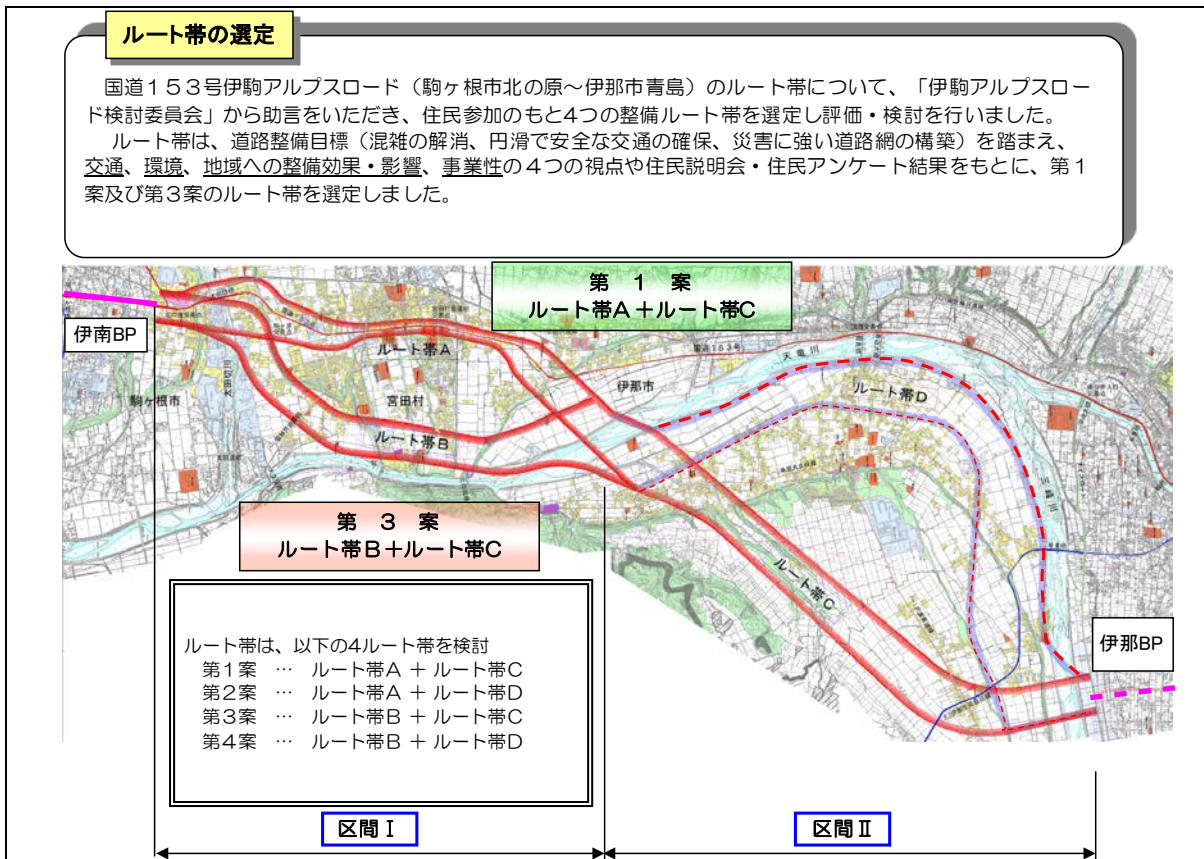 ルート帯の選定
国道153号伊駒アルプスロード(駒ヶ根市北の原~伊那市青島)のルート帯について、「伊駒アルプスロー
ド検討委員会」から助言をいただき、住民参加のもと4つの整備ルート帯を選定し評価・検討を行いました。
ルート帯は、道路整備目標(混雑の解消、円滑で安全な交通の確保、災害に強い道路網の構築)を踏まえ、
交通、環境、地域への整備効果・影響、事業性の4つの視点や住民説明会・住民アンケート結果をもとに、第1
案及び第3案のルート帯を選定しました。
第 1 案
ルート帯A+ルート帯C
伊南BP
駒ヶ根市
太田切川
ルート帯A
宮田村
ルート帯B
伊那市
国道153号
天竜川
ルート帯D
三峰川
ルート帯C
伊那BP
第 3 案
ルート帯B+ルート帯C
ルート帯は、以下の4ルート帯を検討
第1案 … ルート帯A + ルート帯C
第2案 … ルート帯A + ルート帯D
第3案 … ルート帯B + ルート帯C
第4案 … ルート帯B + ルート帯D
区間Ⅰ
区間Ⅱ